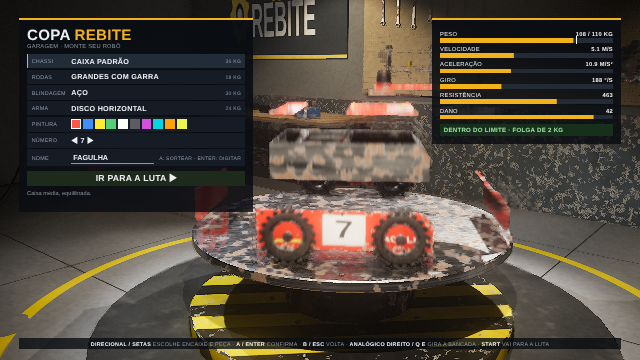 COPA REBITE
GARAGEM · MONTE SEU ROBÔ
CHASSI CAIXA PADRÃO 36 KG
RODAS GRANDES COM GARRA 18 KG
BLINDAGEM AÇO 30 KG
ARMA DISCO HORIZONTAL 24 KG
PINTURA
NÚMERO 7
NOME FAGULHA A: SORTEAR · ENTER: DIGITAR
IR PARA A LUTA
Caixa média, equilibrada.
REBITE
PESO 108 / 110 KG
VELOCIDADE 5.1 M/S
ACELERAÇÃO 10.9 M/S²
GIRO 188 °/S
RESISTÊNCIA 463
DANO 42
DENTRO DO LIMITE · FOLGA DE 2 KG
7
DIRECIONAL / SETAS ESCOLHE ENCAIXE E PEÇA · A / ENTER CONFIRMA · B / ESC VOLTA · ANALÓGICO DIREITO / Q E GIRA A BANCADA · START VAI PARA A LUTA